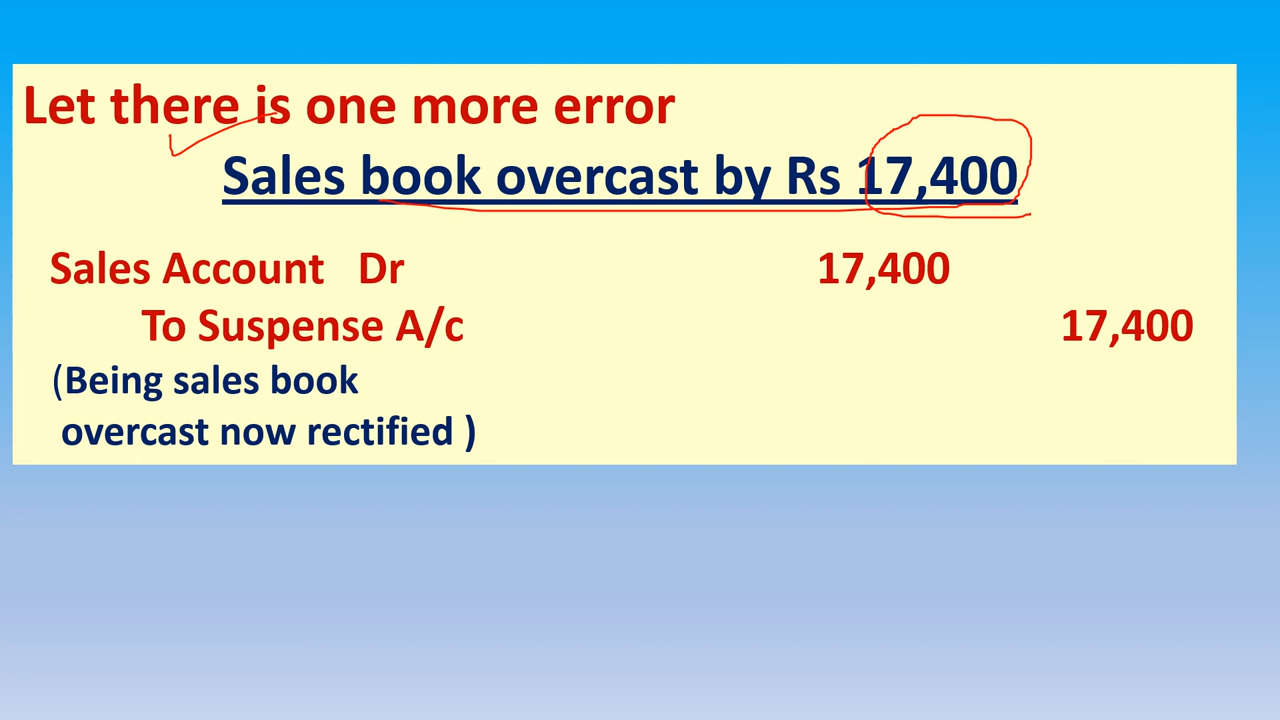 Let there is one more error
Sales book overcast by Rs 17,400
Sales Account Dr 17,400
To Suspense A/c 17,400
(Being sales book
overcast now rectified )